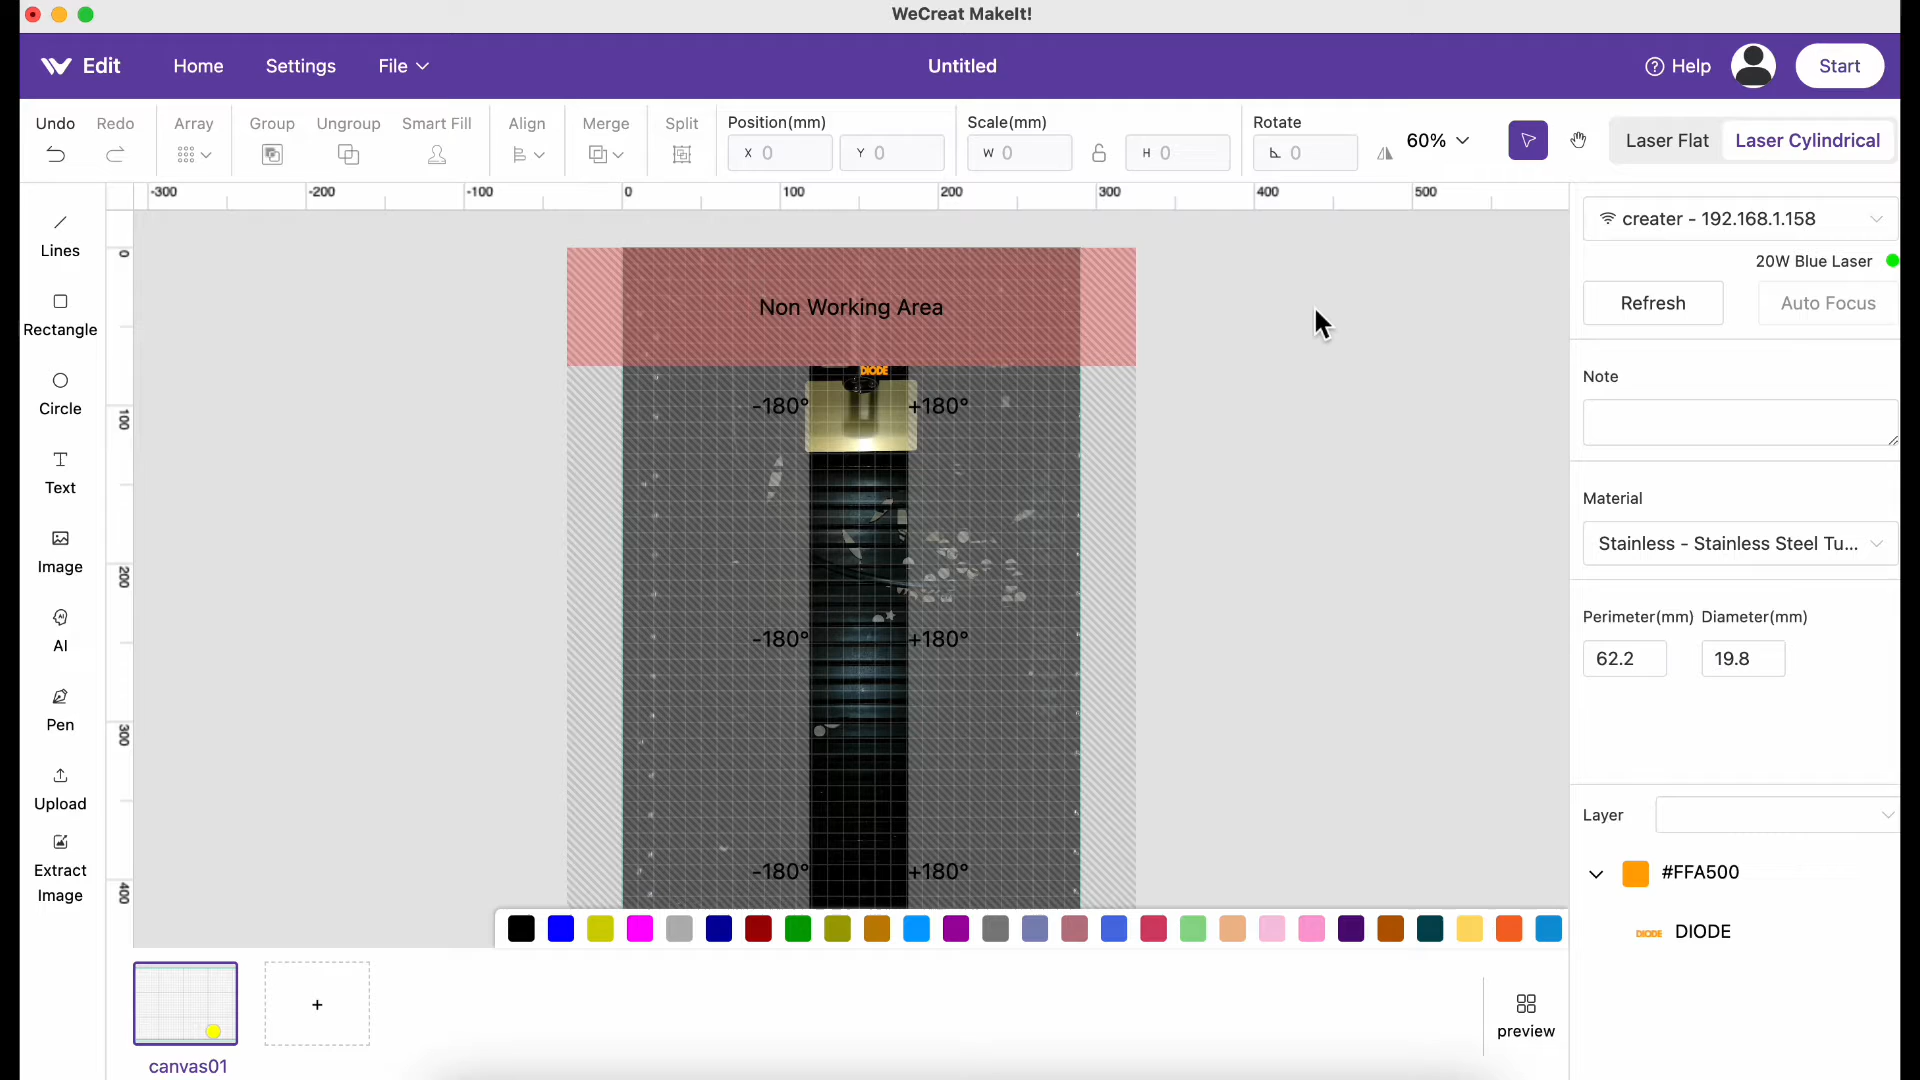 WeCreat MakeIt!
Edit Home Settings File Untitled Help Start
Undo Redo Array Group Ungroup Smart Fill Align Merge Split Position(mm) Scale(mm) Rotate
X 0 Y 0 W 0 H 0 0 60% Laser Flat Laser Cylindrical
-300 -200 -100 0 100 200 300 400 500
0
100
200
300
400
Lines
Rectangle
Circle
Text
Image
AI
AI
Pen
Upload
Extract
Image
Non Working Area
DIODE
-180° +180°
-180° +180°
-180° +180°
creater - 192.168.1.158
20W Blue Laser
Refresh Auto Focus
Note
Material
Stainless - Stainless Steel Tu...
Perimeter(mm) Diameter(mm)
62.2 19.8
Layer
#FFA500
DIODE DIODE
+
canvas01
preview